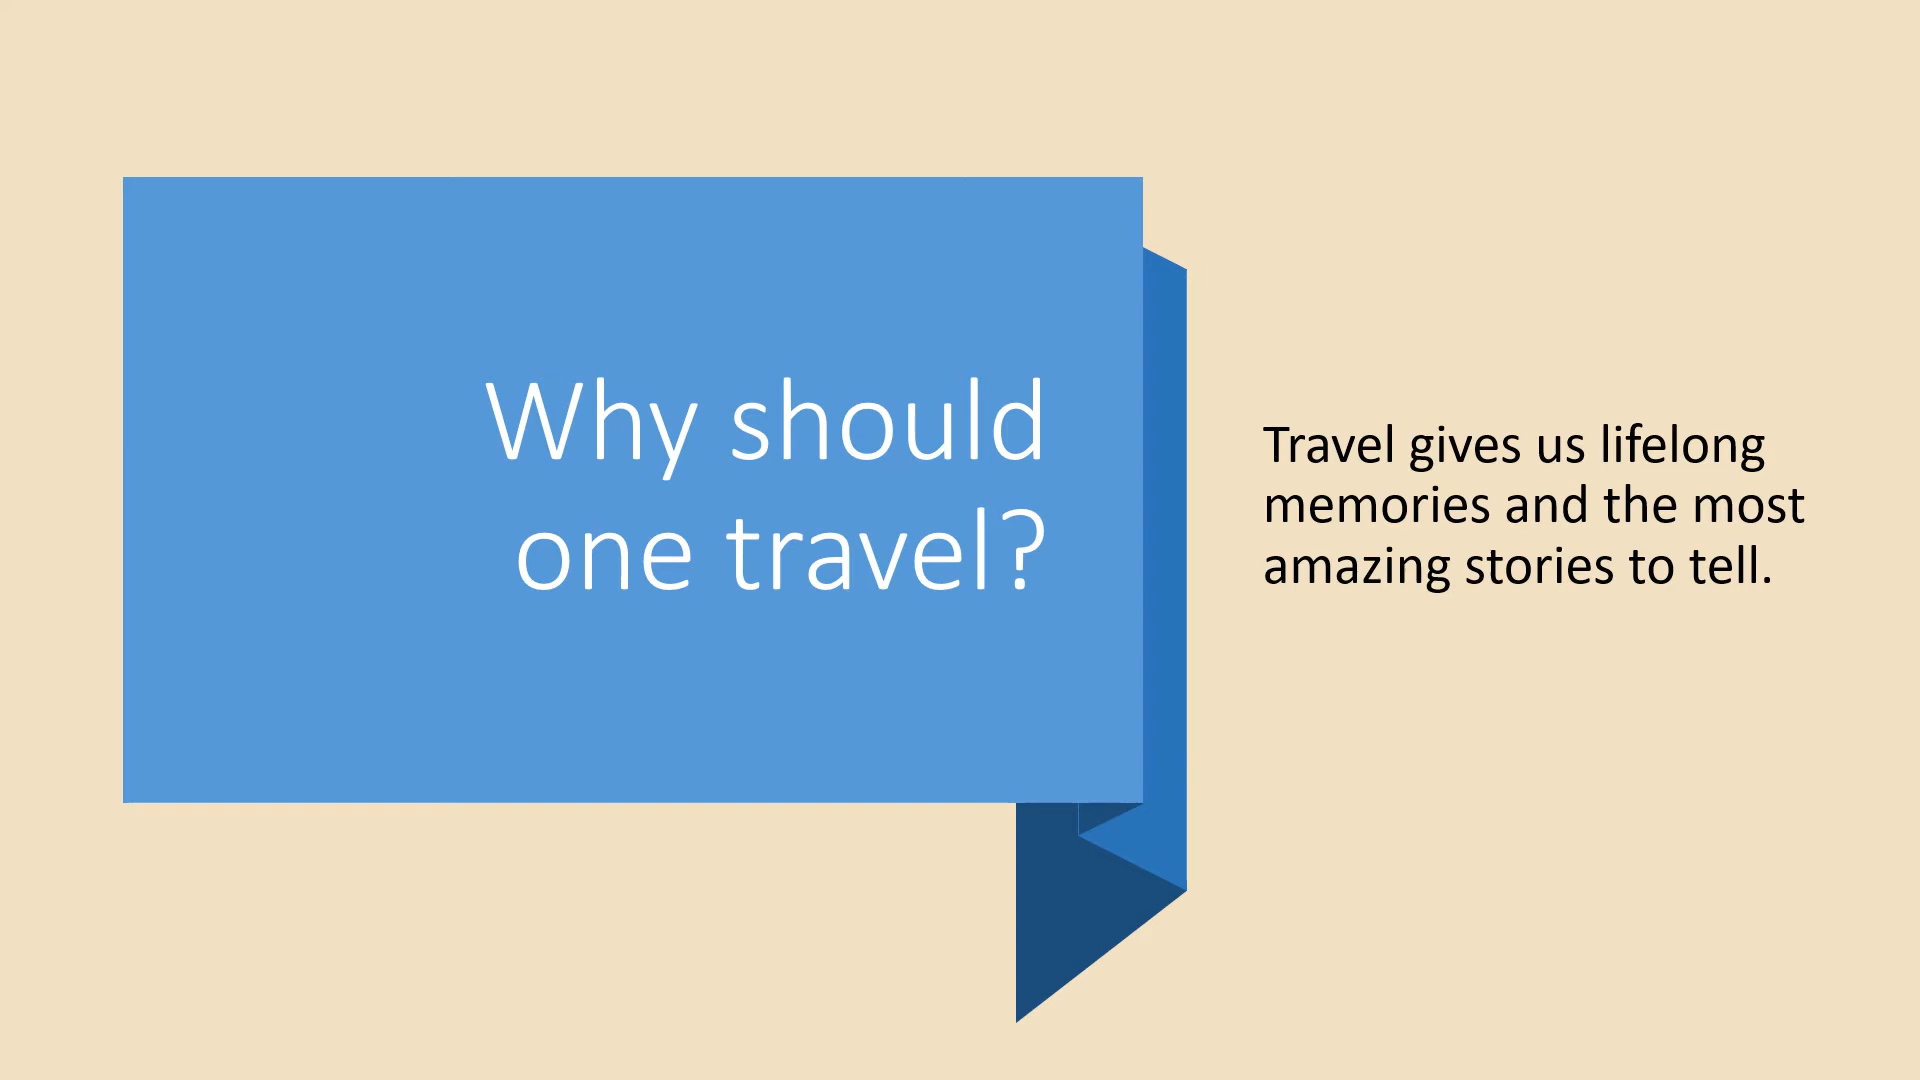 Why should
one travel?
Travel gives us lifelong
memories and the most
amazing stories to tell.